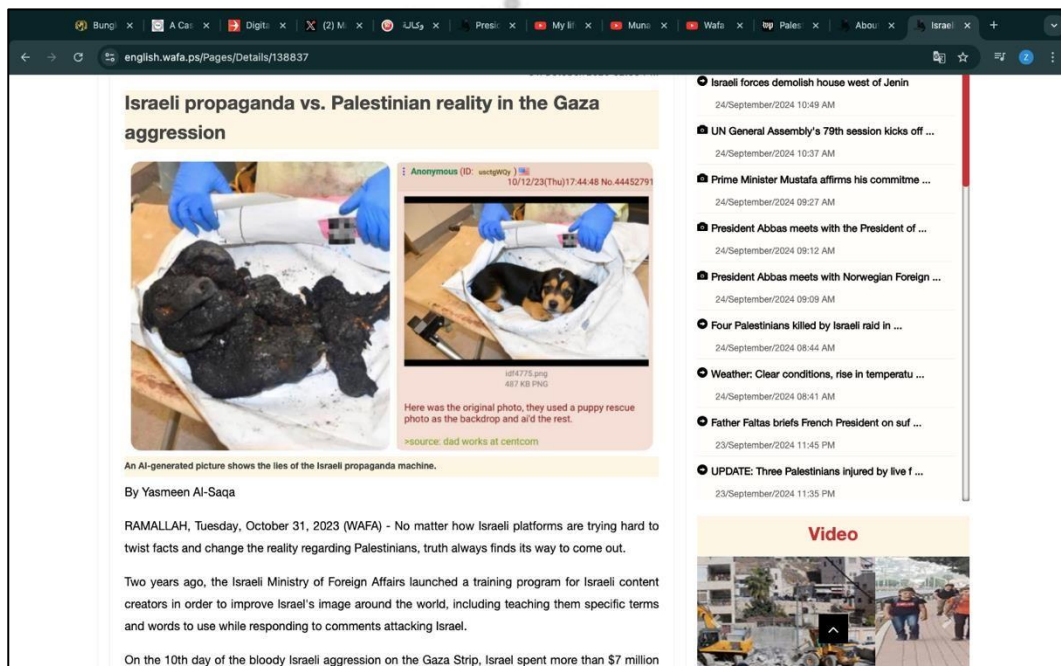 Bung
A Cas
Digita
(2) M
وكالة
Presic
My lif
Muna
Wafa
Pales
Abou
Israel
english.wafa.ps/Pages/Details/138837
Israeli propaganda vs. Palestinian reality in the Gaza
aggression
Anonymous (ID: usctgWQy )
10/12/23(Thu)17:44:48 No.44452791
idf4775.png
487 KB PNG
Here was the original photo, they used a puppy rescue
photo as the backdrop and ai'd the rest.
>source: dad works at centcom
An AI-generated picture shows the lies of the Israeli propaganda machine.
By Yasmeen Al-Saqa
RAMALLAH, Tuesday, October 31, 2023 (WAFA) - No matter how Israeli platforms are trying hard to
twist facts and change the reality regarding Palestinians, truth always finds its way to come out.
Two years ago, the Israeli Ministry of Foreign Affairs launched a training program for Israeli content
creators in order to improve Israel's image around the world, including teaching them specific terms
and words to use while responding to comments attacking Israel.
On the 10th day of the bloody Israeli aggression on the Gaza Strip, Israel spent more than $7 million
Israeli forces demolish house west of Jenin
24/September/2024 10:49 AM
UN General Assembly's 79th session kicks off ...
24/September/2024 10:37 AM
Prime Minister Mustafa affirms his commitme ...
24/September/2024 09:27 AM
President Abbas meets with the President of ...
24/September/2024 09:12 AM
President Abbas meets with Norwegian Foreign ...
24/September/2024 09:09 AM
Four Palestinians killed by Israeli raid in ...
24/September/2024 08:44 AM
Weather: Clear conditions, rise in temperatu ...
24/September/2024 08:41 AM
Father Faltas briefs French President on suf ...
23/September/2024 11:45 PM
UPDATE: Three Palestinians injured by live f ...
23/September/2024 11:35 PM
Video